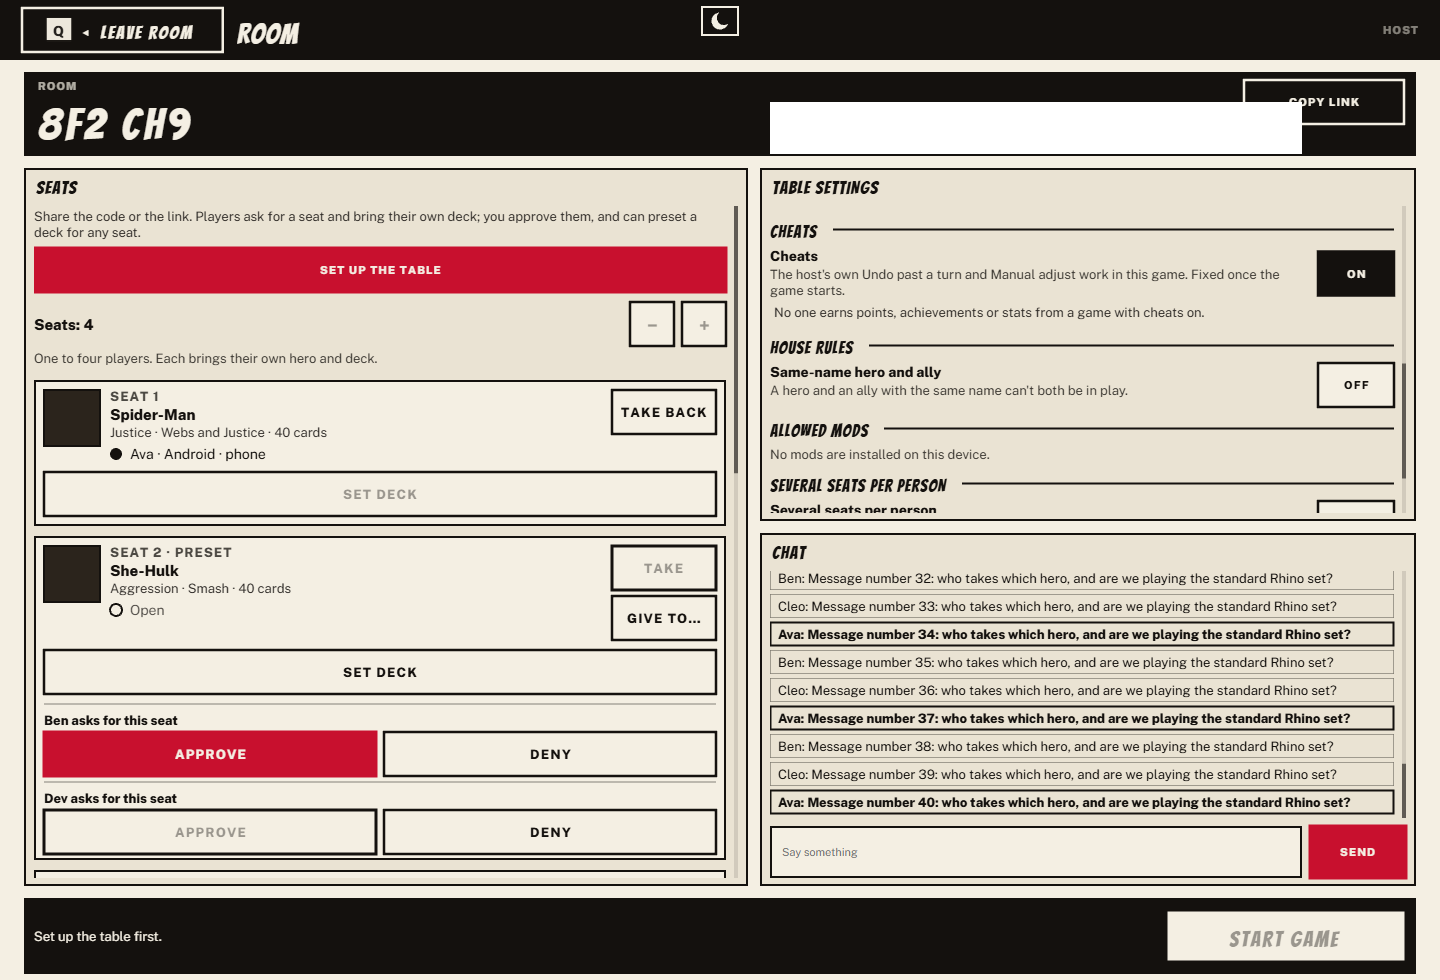 Q ◂ LEAVE ROOM
ROOM
HOST
ROOM
8F2 CH9
COPY LINK
SEATS
Share the code or the link. Players ask for a seat and bring their own deck; you approve them, and can preset a
deck for any seat.
SET UP THE TABLE
Seats: 4
− +
One to four players. Each brings their own hero and deck.
SEAT 1
Spider-Man
Justice · Webs and Justice · 40 cards
Ava · Android · phone
TAKE BACK
SET DECK
SEAT 2 · PRESET
She-Hulk
Aggression · Smash · 40 cards
Open
TAKE
GIVE TO...
SET DECK
Ben asks for this seat
APPROVE
DENY
Dev asks for this seat
APPROVE
DENY
TABLE SETTINGS
CHEATS
Cheats
The host's own Undo past a turn and Manual adjust work in this game. Fixed once the
game starts.
ON
No one earns points, achievements or stats from a game with cheats on.
HOUSE RULES
Same-name hero and ally
A hero and an ally with the same name can't both be in play.
OFF
ALLOWED MODS
No mods are installed on this device.
SEVERAL SEATS PER PERSON
Several seats per person
CHAT
Ben: Message number 32: who takes which hero, and are we playing the standard Rhino set?
Cleo: Message number 33: who takes which hero, and are we playing the standard Rhino set?
Ava: Message number 34: who takes which hero, and are we playing the standard Rhino set?
Ben: Message number 35: who takes which hero, and are we playing the standard Rhino set?
Cleo: Message number 36: who takes which hero, and are we playing the standard Rhino set?
Ava: Message number 37: who takes which hero, and are we playing the standard Rhino set?
Ben: Message number 38: who takes which hero, and are we playing the standard Rhino set?
Cleo: Message number 39: who takes which hero, and are we playing the standard Rhino set?
Ava: Message number 40: who takes which hero, and are we playing the standard Rhino set?
Say something
SEND
Set up the table first.
START GAME